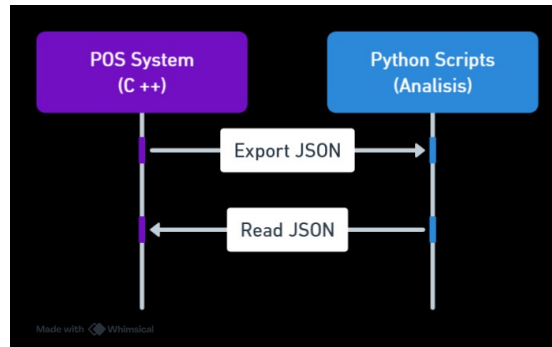 POS System
(C ++)
Python Scripts
(Analisis)
Export JSON
Read JSON
Made with Whimsical